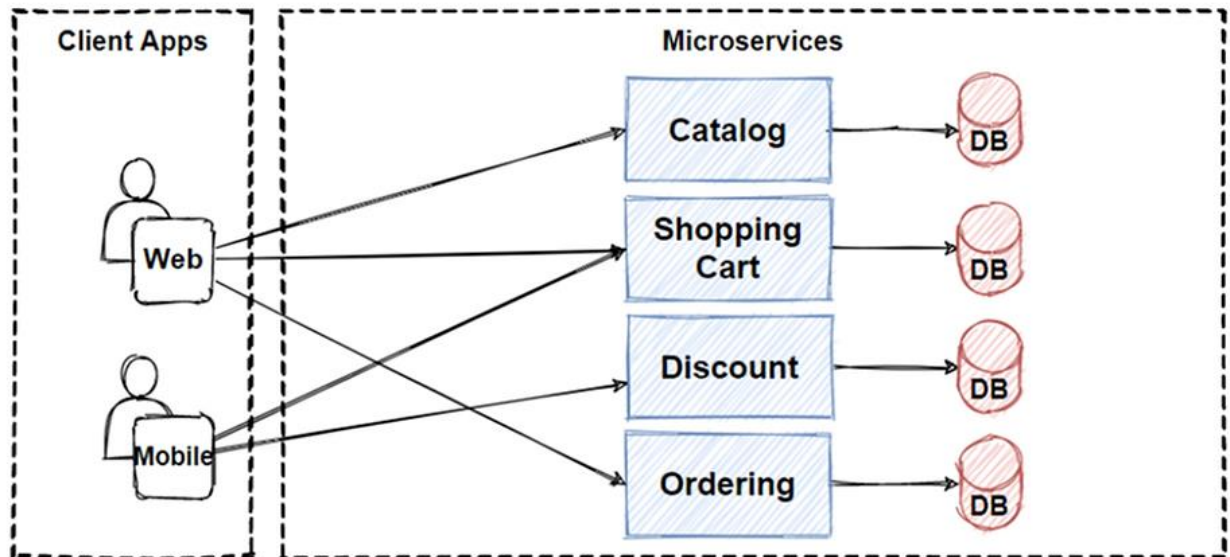 Client Apps
Microservices
Catalog
DB
Web
Shopping
Cart
DB
Discount
DB
Mobile
Ordering
DB